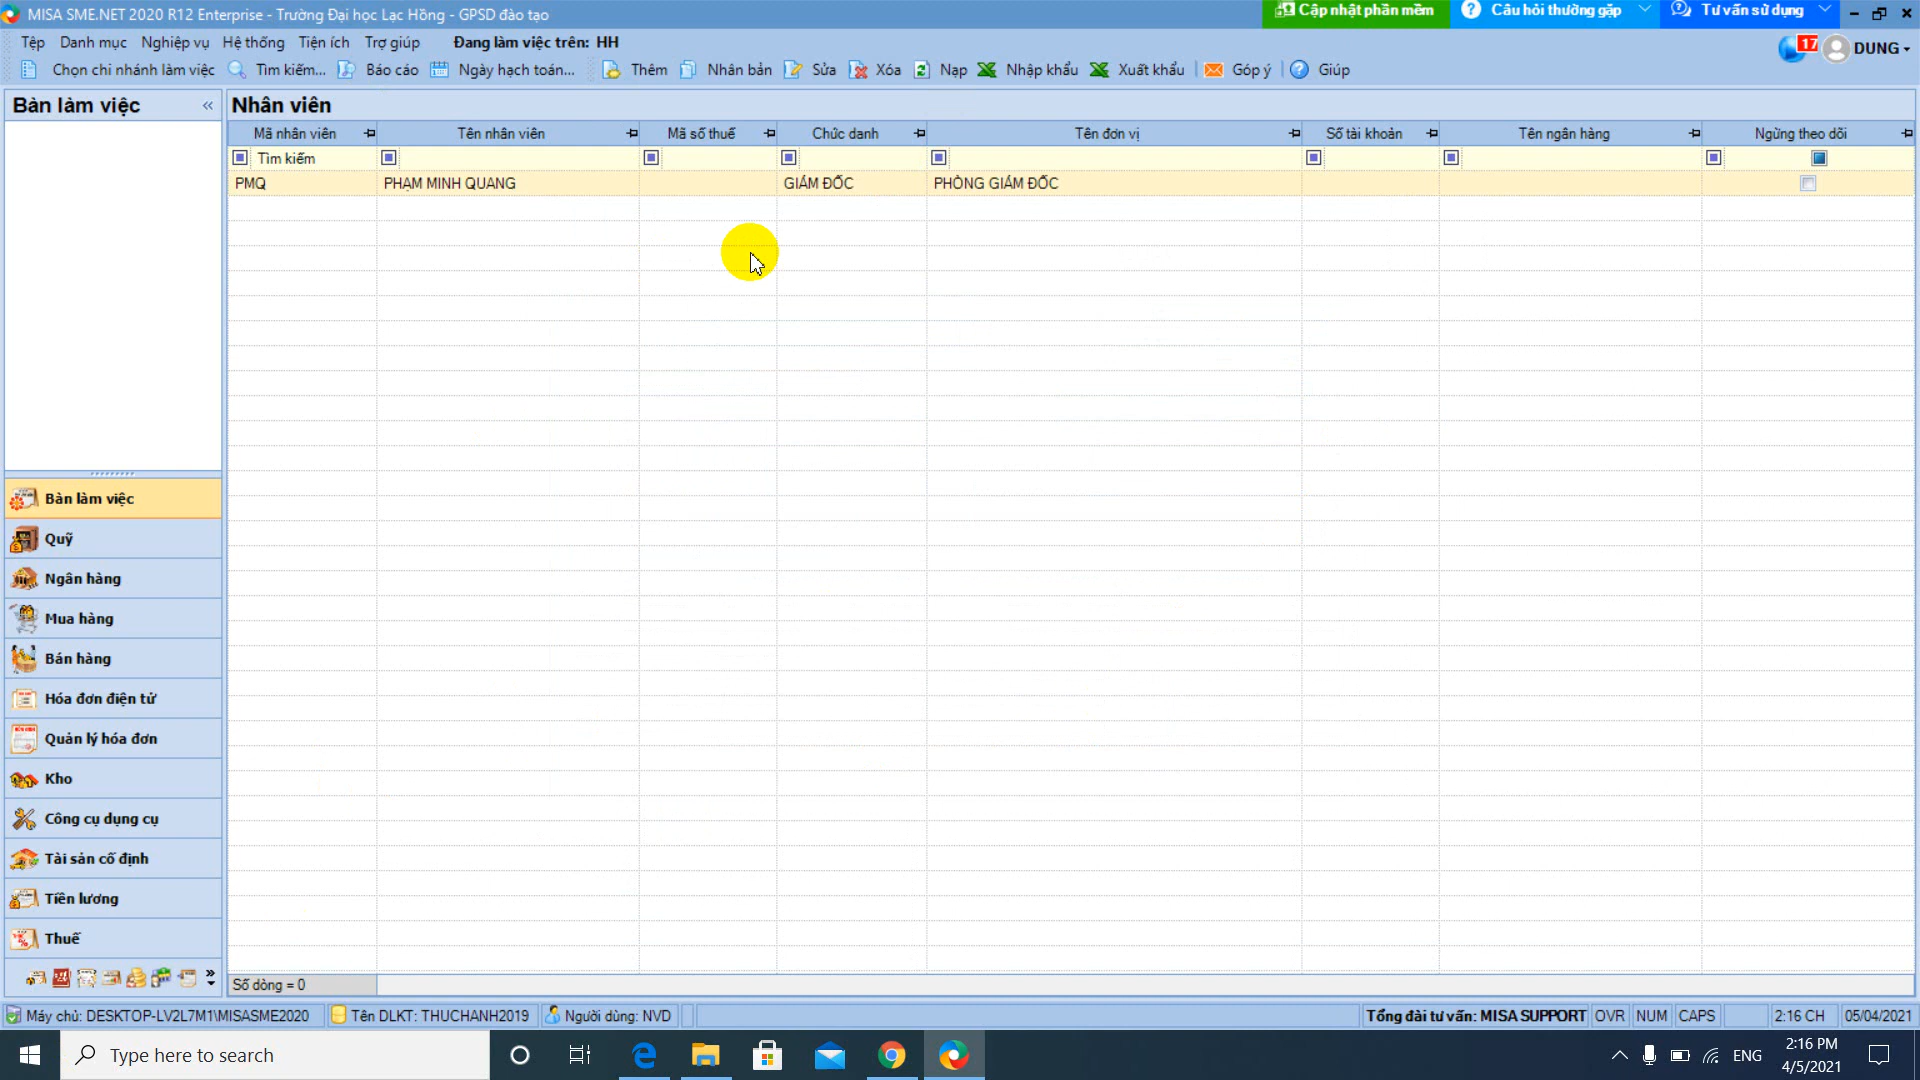 MISA SME.NET 2020 R12 Enterprise - Trường Đại học Lạc Hồng - GPSD đào tạo
Cập nhật phần mềm
Câu hỏi thường gặp
Tư vấn sử dụng
Tệp Danh mục Nghiệp vụ Hệ thống Tiện ích Trợ giúp Đang làm việc trên: HH
17
DUNG
Chọn chi nhánh làm việc Tìm kiếm... Báo cáo Ngày hạch toán... Thêm Nhân bản Sửa Xóa Nạp Nhập khẩu Xuất khẩu Góp ý Giúp
Bàn làm việc
Nhân viên
Mã nhân viên Tên nhân viên Mã số thuế Chức danh Tên đơn vị Số tài khoản Tên ngân hàng Ngừng theo dõi
Tìm kiếm
PMQ PHẠM MINH QUANG GIÁM ĐỐC PHÒNG GIÁM ĐỐC
Bàn làm việc
Quỹ
Ngân hàng
Mua hàng
Bán hàng
Hóa đơn điện tử
Quản lý hóa đơn
Kho
Công cụ dụng cụ
Tài sản cố định
Tiền lương
Thuế
Số dòng = 0
Máy chủ: DESKTOP-LV2L7M1\MISASME2020 Tên DLKT: THUCHANH2019 Người dùng: NVD Tổng đài tư vấn: MISA SUPPORT OVR NUM CAPS 2:16 CH 05/04/2021
Type here to search
ENG
2:16 PM
4/5/2021